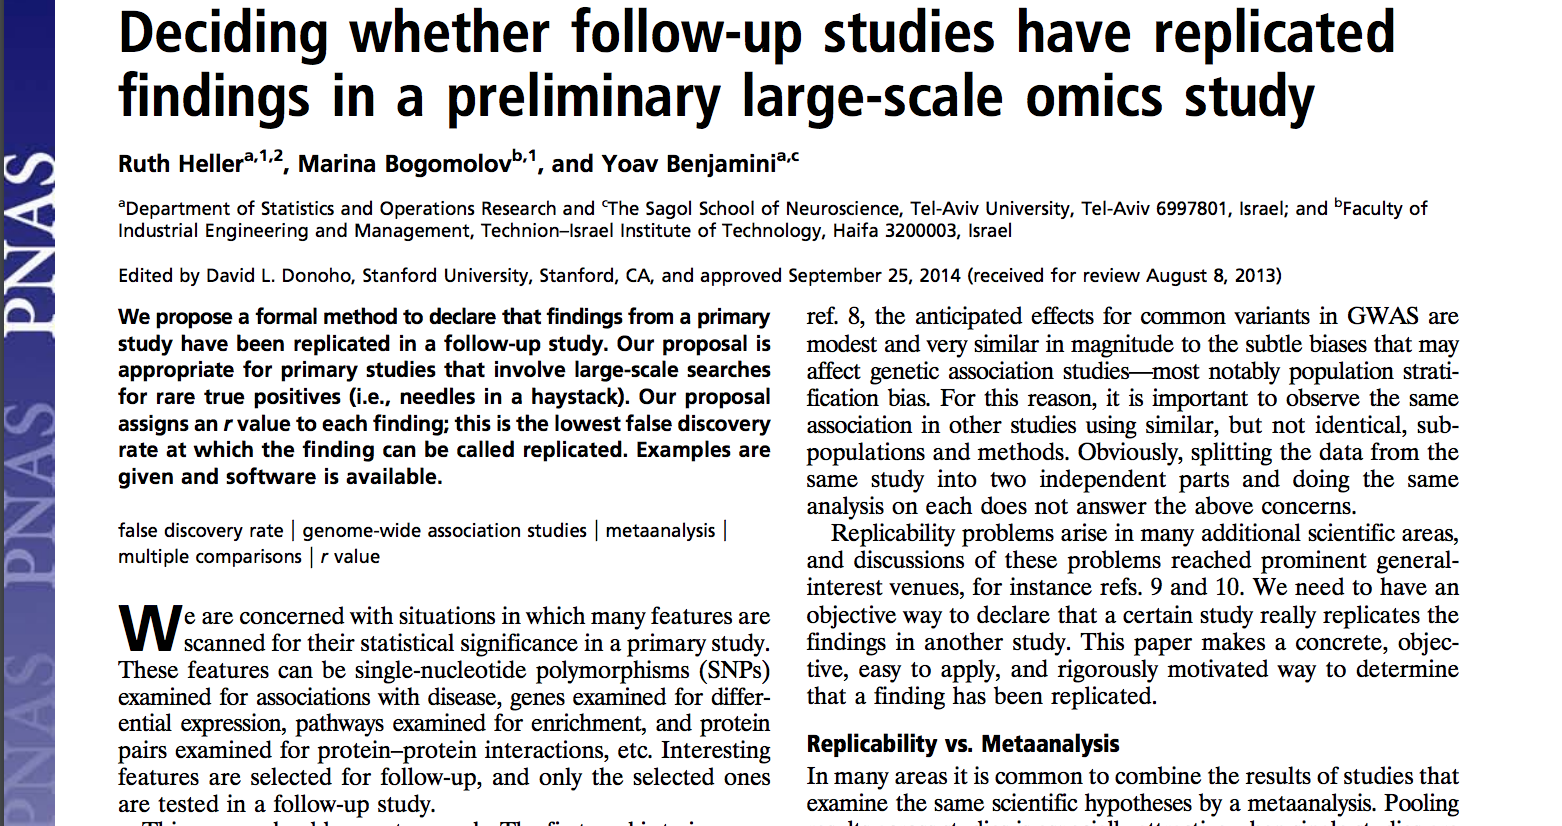 PNAS
PNAS
PNAS
PNAS
Deciding whether follow-up studies have replicated
findings in a preliminary large-scale omics study
Ruth Heller^a,1,2, Marina Bogomolov^b,1, and Yoav Benjamini^a,c
^aDepartment of Statistics and Operations Research and ^cThe Sagol School of Neuroscience, Tel-Aviv University, Tel-Aviv 6997801, Israel; and ^bFaculty of
Industrial Engineering and Management, Technion–Israel Institute of Technology, Haifa 3200003, Israel
Edited by David L. Donoho, Stanford University, Stanford, CA, and approved September 25, 2014 (received for review August 8, 2013)
We propose a formal method to declare that findings from a primary
study have been replicated in a follow-up study. Our proposal is
appropriate for primary studies that involve large-scale searches
for rare true positives (i.e., needles in a haystack). Our proposal
assigns an r value to each finding; this is the lowest false discovery
rate at which the finding can be called replicated. Examples are
given and software is available.
false discovery rate | genome-wide association studies | metaanalysis |
multiple comparisons | r value
We are concerned with situations in which many features are
scanned for their statistical significance in a primary study.
These features can be single-nucleotide polymorphisms (SNPs)
examined for associations with disease, genes examined for differ-
ential expression, pathways examined for enrichment, and protein
pairs examined for protein–protein interactions, etc. Interesting
features are selected for follow-up, and only the selected ones
are tested in a follow-up study.
ref. 8, the anticipated effects for common variants in GWAS are
modest and very similar in magnitude to the subtle biases that may
affect genetic association studies—most notably population strati-
fication bias. For this reason, it is important to observe the same
association in other studies using similar, but not identical, sub-
populations and methods. Obviously, splitting the data from the
same study into two independent parts and doing the same
analysis on each does not answer the above concerns.
Replicability problems arise in many additional scientific areas,
and discussions of these problems reached prominent general-
interest venues, for instance refs. 9 and 10. We need to have an
objective way to declare that a certain study really replicates the
findings in another study. This paper makes a concrete, objec-
tive, easy to apply, and rigorously motivated way to determine
that a finding has been replicated.
Replicability vs. Metaanalysis
In many areas it is common to combine the results of studies that
examine the same scientific hypotheses by a metaanalysis. Pooling